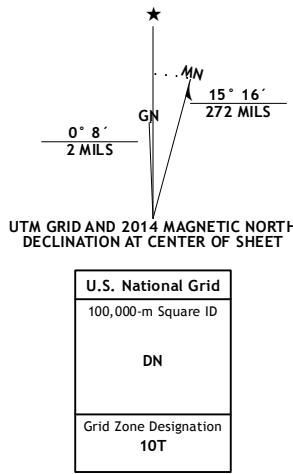 ★
MN
15° 16´
272 MILS
GN
0° 8´
2 MILS
UTM GRID AND 2014 MAGNETIC NORTH
DECLINATION AT CENTER OF SHEET
U.S. National Grid
100,000-m Square ID
DN
Grid Zone Designation
10T